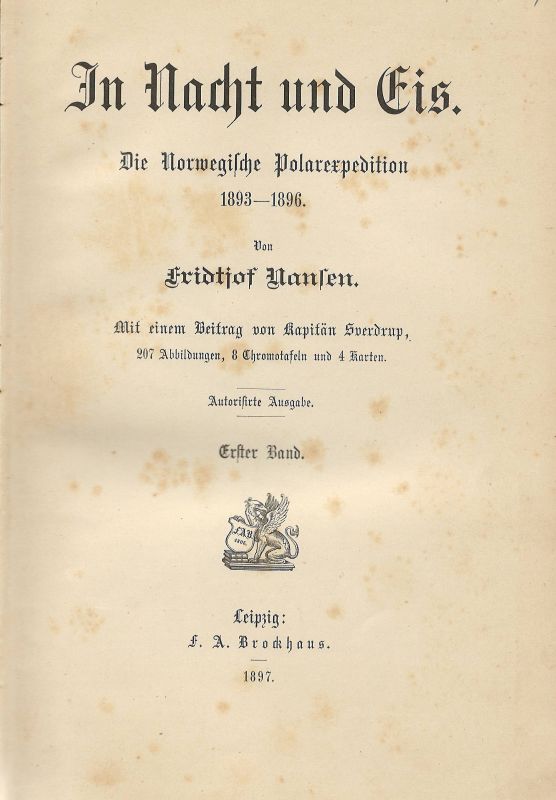 In Nacht und Eis.
Die Norwegische Polarexpedition
1893—1896.
Von
Fridtjof Nansen.
Mit einem Beitrag von Kapitän Sverdrup,
207 Abbildungen, 8 Chromotafeln und 4 Karten.
Autorisirte Ausgabe.
Erster Band.
F.A.B.
Leipzig:
F. A. Brockhaus.
1897.